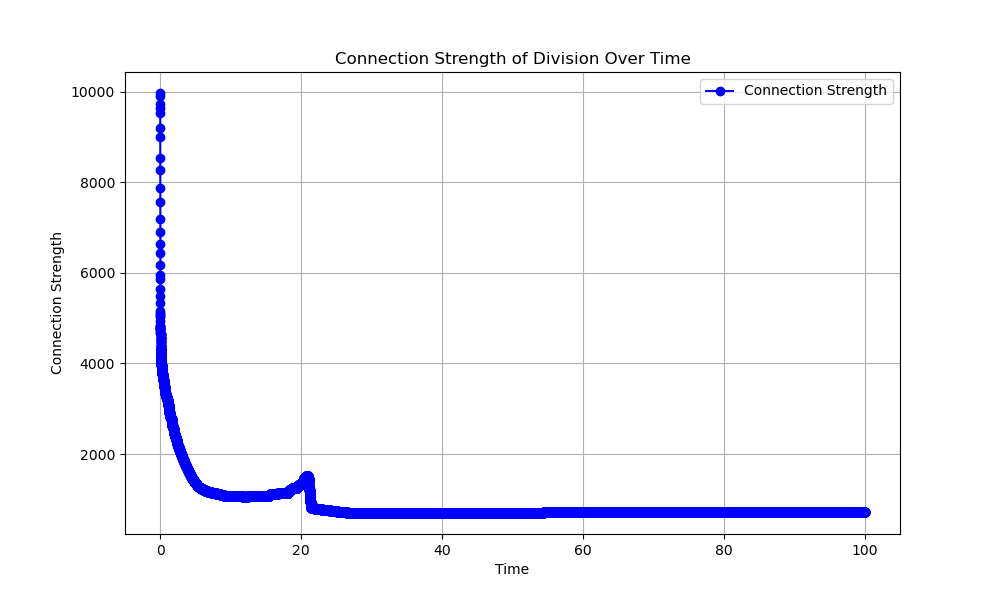 Connection Strength of Division Over Time
Connection Strength
10000
8000
6000
4000
2000
Connection Strength
0
20
40
60
80
100
Time